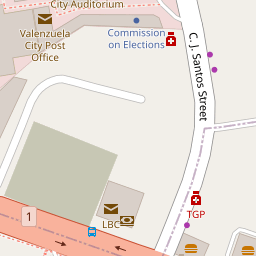 City Auditorium
Valenzuela
City Post
Office
Commission
on Elections
C. J. Santos Street
TGP
1
LBC